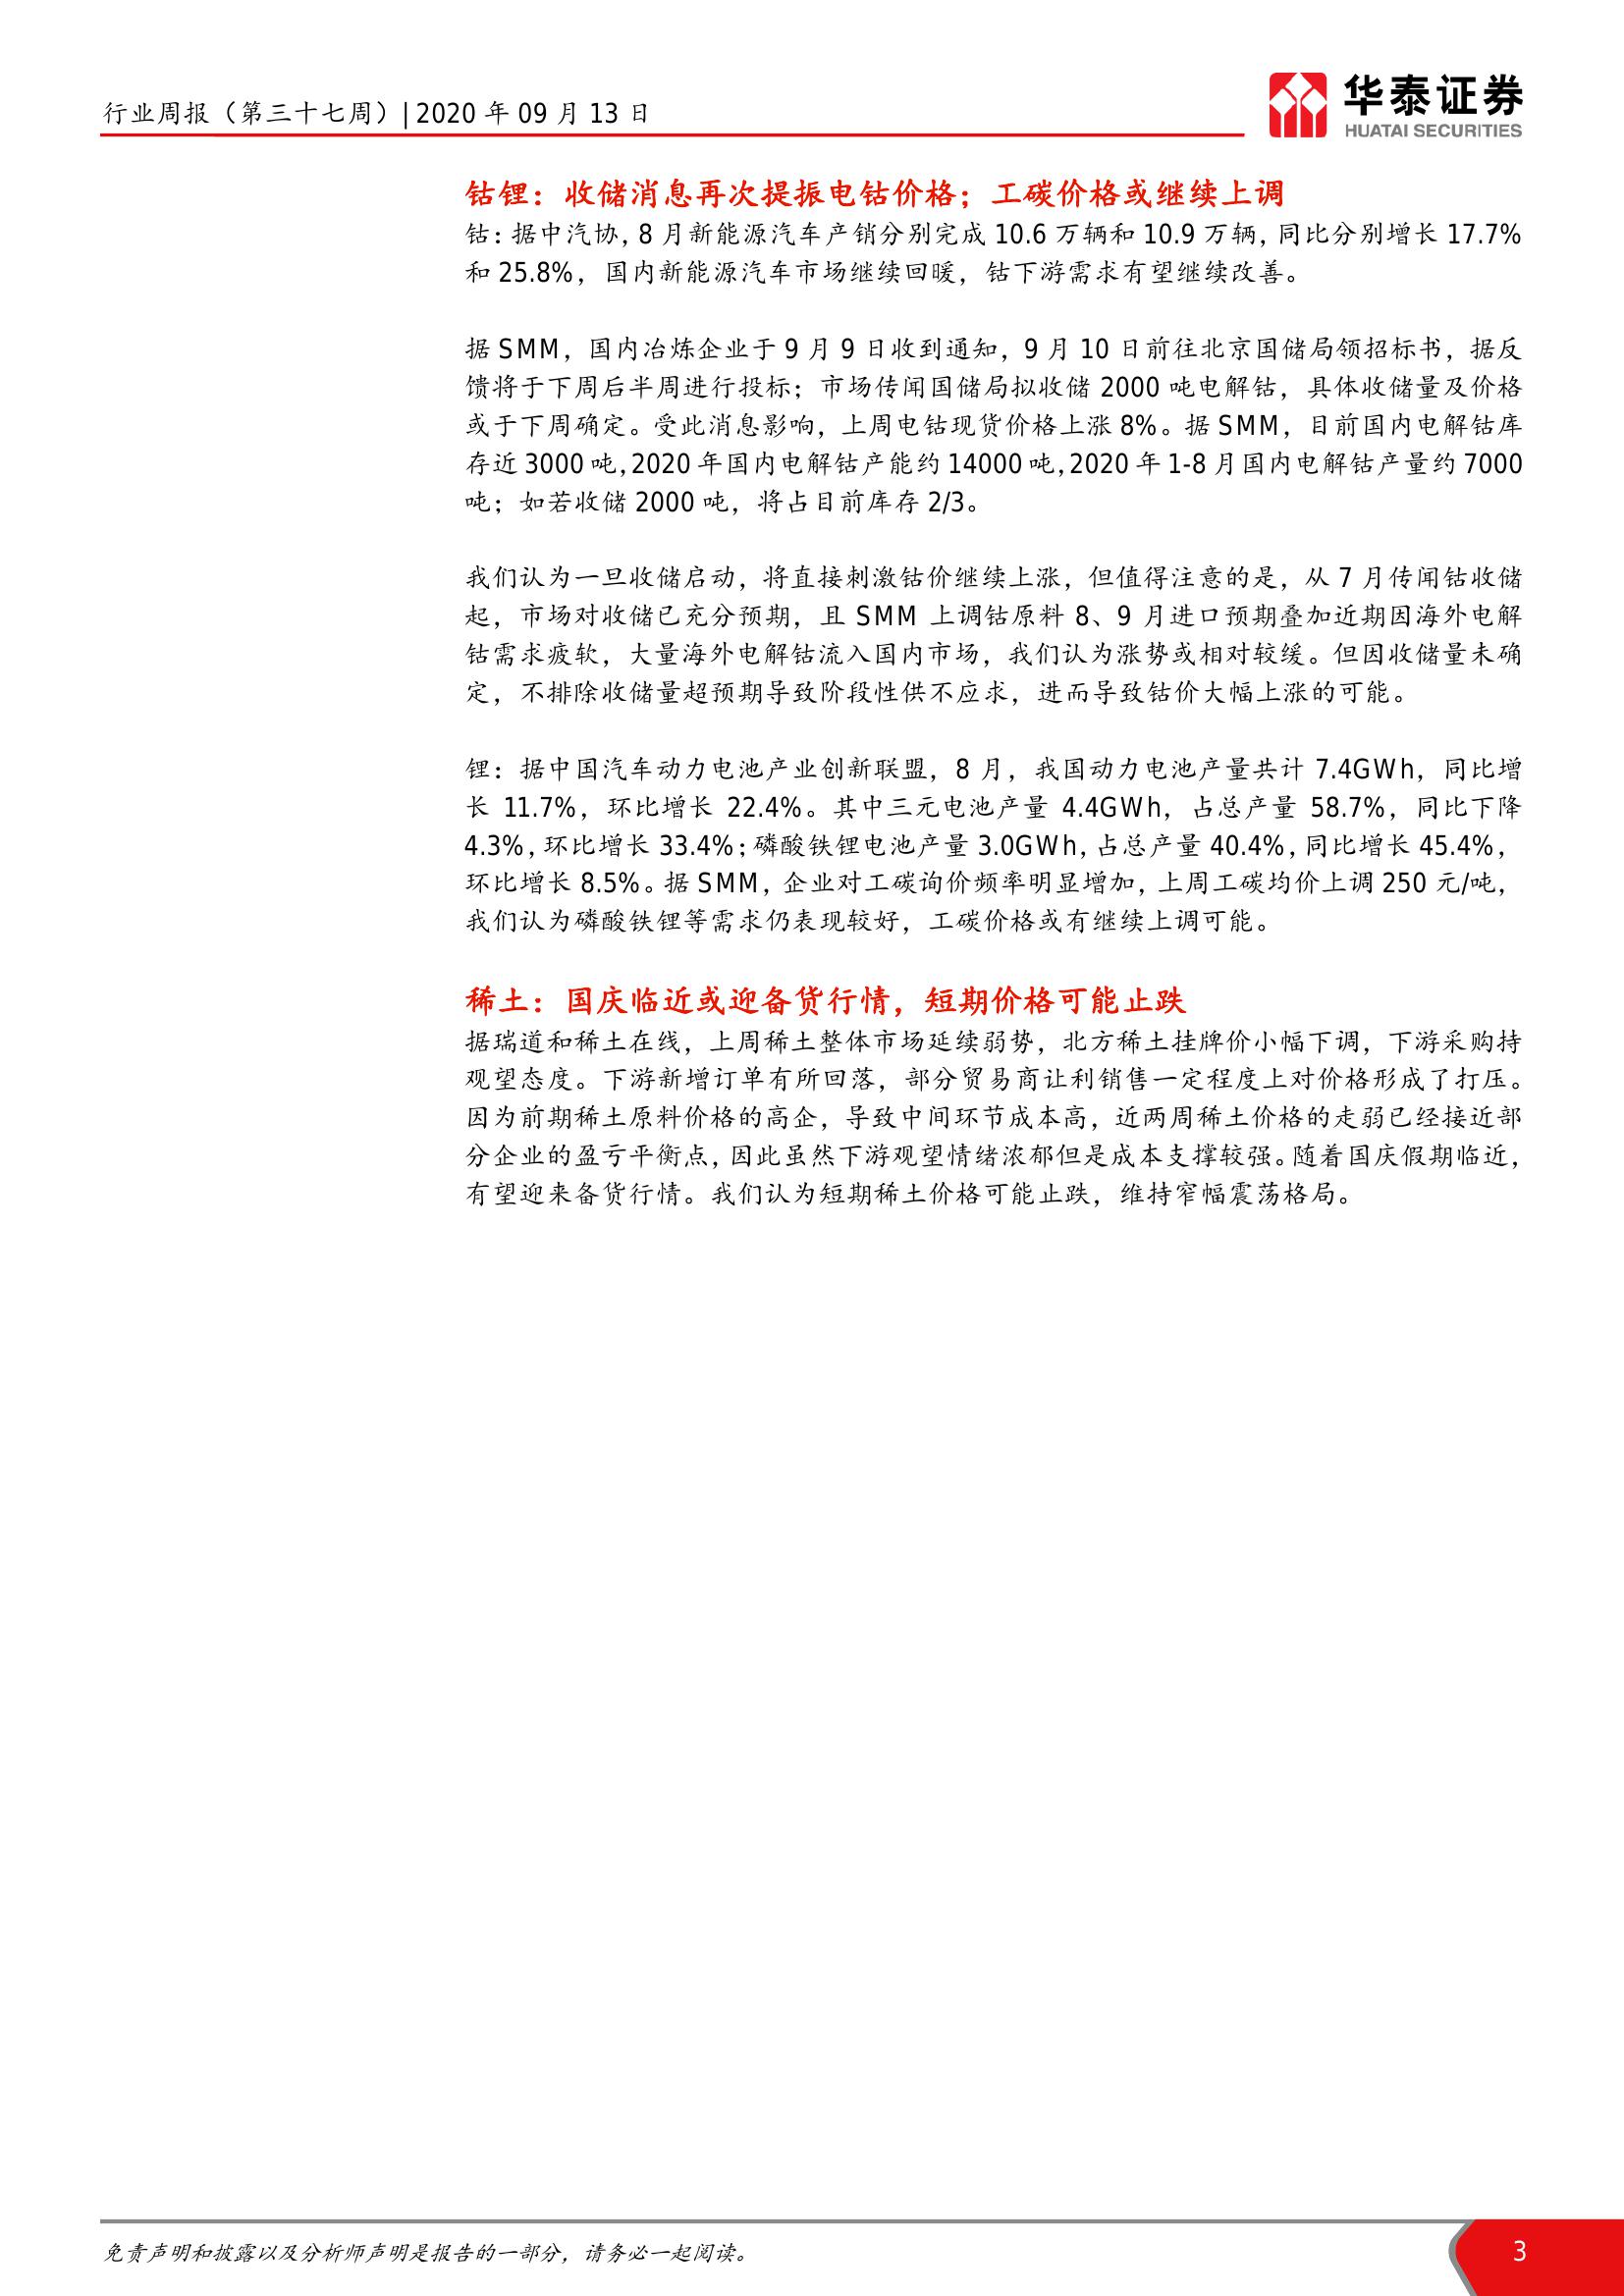 行业周报（第三十七周）| 2020 年 09 月 13 日
华泰证券
HUATAI SECURITIES
钴锂：收储消息再次提振电钴价格；工碳价格或继续上调
钴：据中汽协，8 月新能源汽车产销分别完成 10.6 万辆和 10.9 万辆，同比分别增长 17.7%
和 25.8%，国内新能源汽车市场继续回暖，钴下游需求有望继续改善。
据 SMM，国内冶炼企业于 9 月 9 日收到通知，9 月 10 日前往北京国储局领招标书，据反
馈将于下周后半周进行投标；市场传闻国储局拟收储 2000 吨电解钴，具体收储量及价格
或于下周确定。受此消息影响，上周电钴现货价格上涨 8%。据 SMM，目前国内电解钴库
存近 3000 吨，2020 年国内电解钴产能约 14000 吨，2020 年 1-8 月国内电解钴产量约 7000
吨；如若收储 2000 吨，将占目前库存 2/3。
我们认为一旦收储启动，将直接刺激钴价继续上涨，但值得注意的是，从 7 月传闻钴收储
起，市场对收储已充分预期，且 SMM 上调钴原料 8、9 月进口预期叠加近期因海外电解
钴需求疲软，大量海外电解钴流入国内市场，我们认为涨势或相对较缓。但因收储量未确
定，不排除收储量超预期导致阶段性供不应求，进而导致钴价大幅上涨的可能。
锂：据中国汽车动力电池产业创新联盟，8 月，我国动力电池产量共计 7.4GWh，同比增
长 11.7%，环比增长 22.4%。其中三元电池产量 4.4GWh，占总产量 58.7%，同比下降
4.3%，环比增长 33.4%；磷酸铁锂电池产量 3.0GWh，占总产量 40.4%，同比增长 45.4%，
环比增长 8.5%。据 SMM，企业对工碳询价频率明显增加，上周工碳均价上调 250 元/吨，
我们认为磷酸铁锂等需求仍表现较好，工碳价格或有继续上调可能。
稀土：国庆临近或迎备货行情，短期价格可能止跌
据瑞道和稀土在线，上周稀土整体市场延续弱势，北方稀土挂牌价小幅下调，下游采购持
观望态度。下游新增订单有所回落，部分贸易商让利销售一定程度上对价格形成了打压。
因为前期稀土原料价格的高企，导致中间环节成本高，近两周稀土价格的走弱已经接近部
分企业的盈亏平衡点，因此虽然下游观望情绪浓郁但是成本支撑较强。随着国庆假期临近，
有望迎来备货行情。我们认为短期稀土价格可能止跌，维持窄幅震荡格局。
免责声明和披露以及分析师声明是报告的一部分，请务必一起阅读。
3